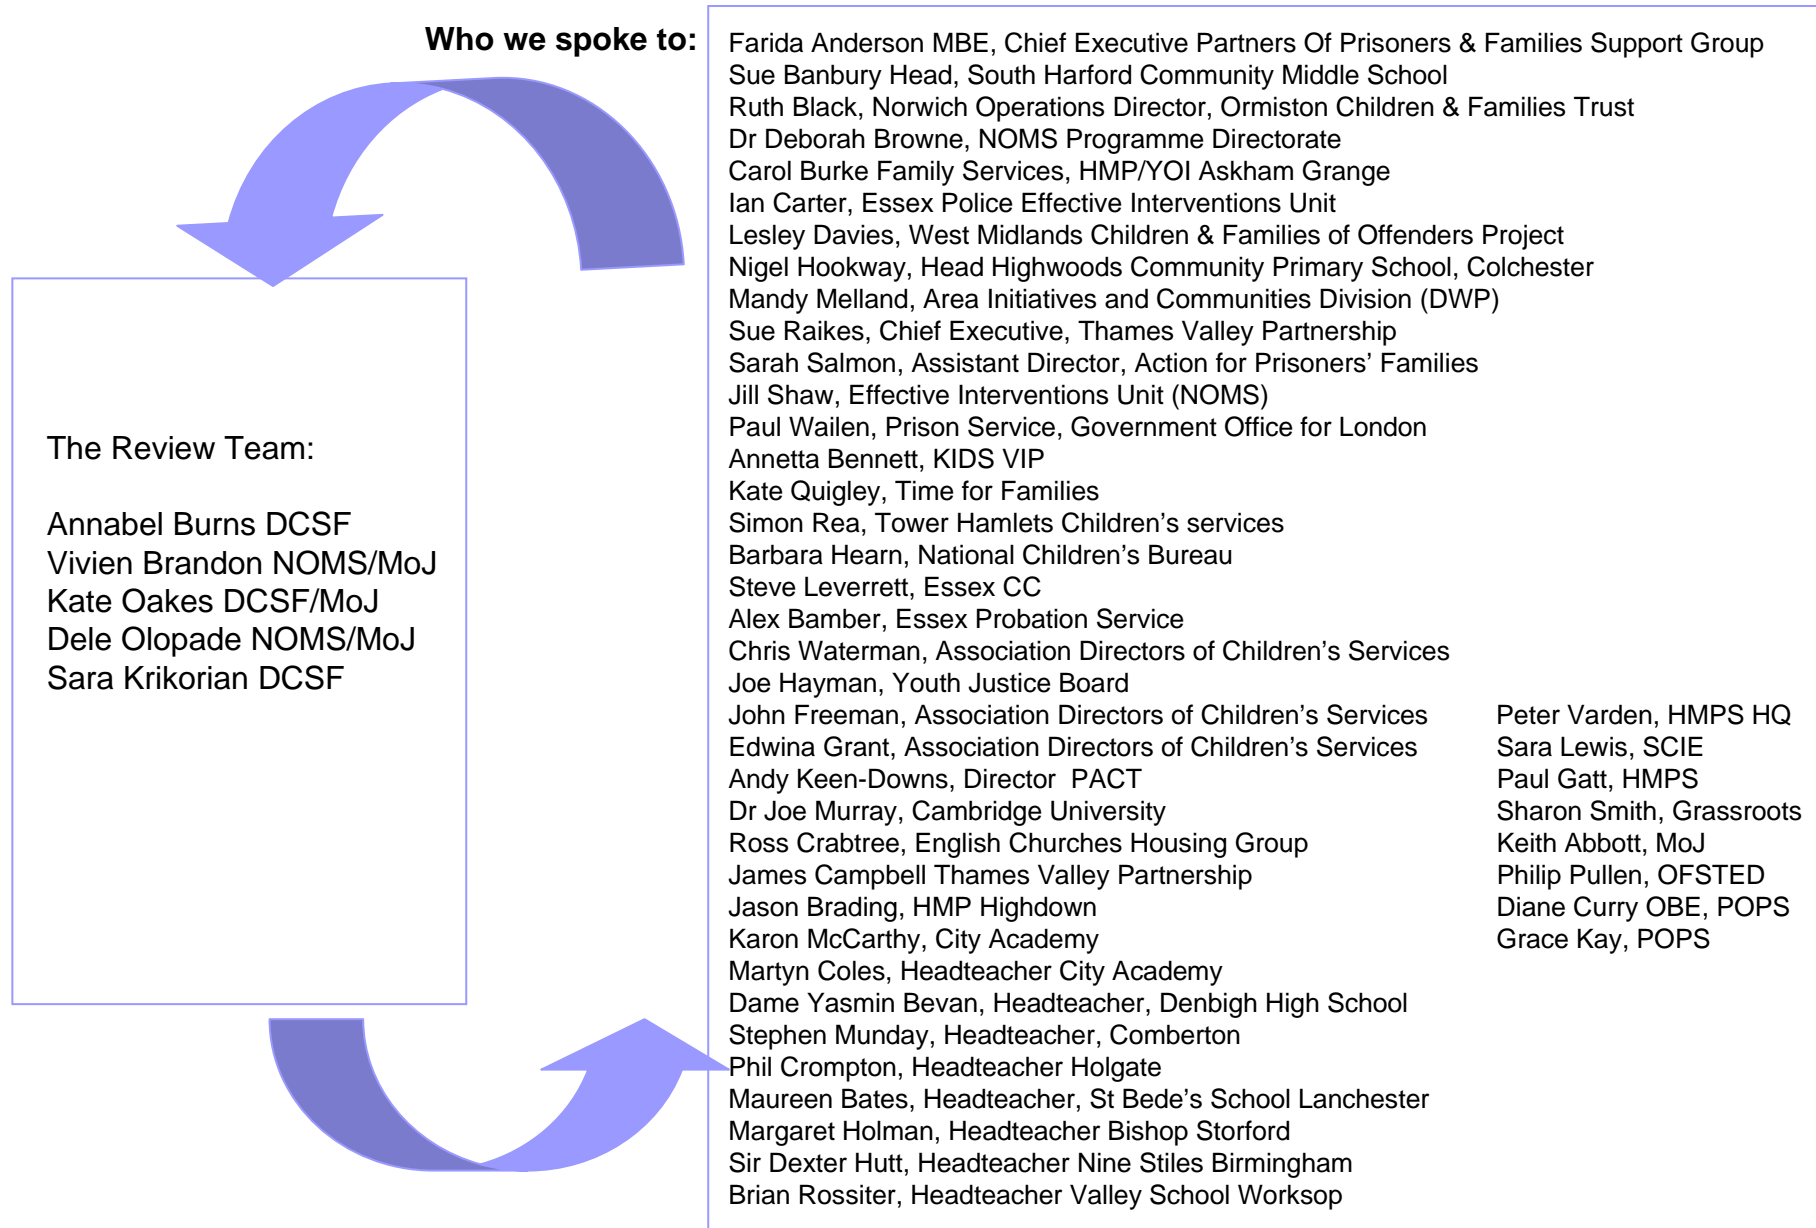 Who we spoke to:
Farida Anderson MBE, Chief Executive Partners Of Prisoners & Families Support Group
Sue Banbury Head, South Harford Community Middle School
Ruth Black, Norwich Operations Director, Ormiston Children & Families Trust
Dr Deborah Browne, NOMS Programme Directorate
Carol Burke Family Services, HMP/YOI Askham Grange
Ian Carter, Essex Police Effective Interventions Unit
Lesley Davies, West Midlands Children & Families of Offenders Project
Nigel Hookway, Head Highwoods Community Primary School, Colchester
Mandy Melland, Area Initiatives and Communities Division (DWP)
Sue Raikes, Chief Executive, Thames Valley Partnership
Sarah Salmon, Assistant Director, Action for Prisoners’ Families
Jill Shaw, Effective Interventions Unit (NOMS)
Paul Wailen, Prison Service, Government Office for London
Annetta Bennett, KIDS VIP
Kate Quigley, Time for Families
Simon Rea, Tower Hamlets Children’s services
Barbara Hearn, National Children’s Bureau
Steve Leverrett, Essex CC
Alex Bamber, Essex Probation Service
Chris Waterman, Association Directors of Children’s Services
Joe Hayman, Youth Justice Board
John Freeman, Association Directors of Children’s Services
Edwina Grant, Association Directors of Children’s Services
Andy Keen-Downs, Director  PACT
Dr Joe Murray, Cambridge University
Ross Crabtree, English Churches Housing Group
James Campbell Thames Valley Partnership
Jason Brading, HMP Highdown
Karon McCarthy, City Academy
Martyn Coles, Headteacher City Academy
Dame Yasmin Bevan, Headteacher, Denbigh High School
Stephen Munday, Headteacher, Comberton
Phil Crompton, Headteacher Holgate
Maureen Bates, Headteacher, St Bede’s School Lanchester
Margaret Holman, Headteacher Bishop Storford
Sir Dexter Hutt, Headteacher Nine Stiles Birmingham
Brian Rossiter, Headteacher Valley School Worksop
Peter Varden, HMPS HQ
Sara Lewis, SCIE
Paul Gatt, HMPS
Sharon Smith, Grassroots
Keith Abbott, MoJ
Philip Pullen, OFSTED
Diane Curry OBE, POPS
Grace Kay, POPS
The Review Team:
Annabel Burns DCSF
Vivien Brandon NOMS/MoJ
Kate Oakes DCSF/MoJ
Dele Olopade NOMS/MoJ
Sara Krikorian DCSF